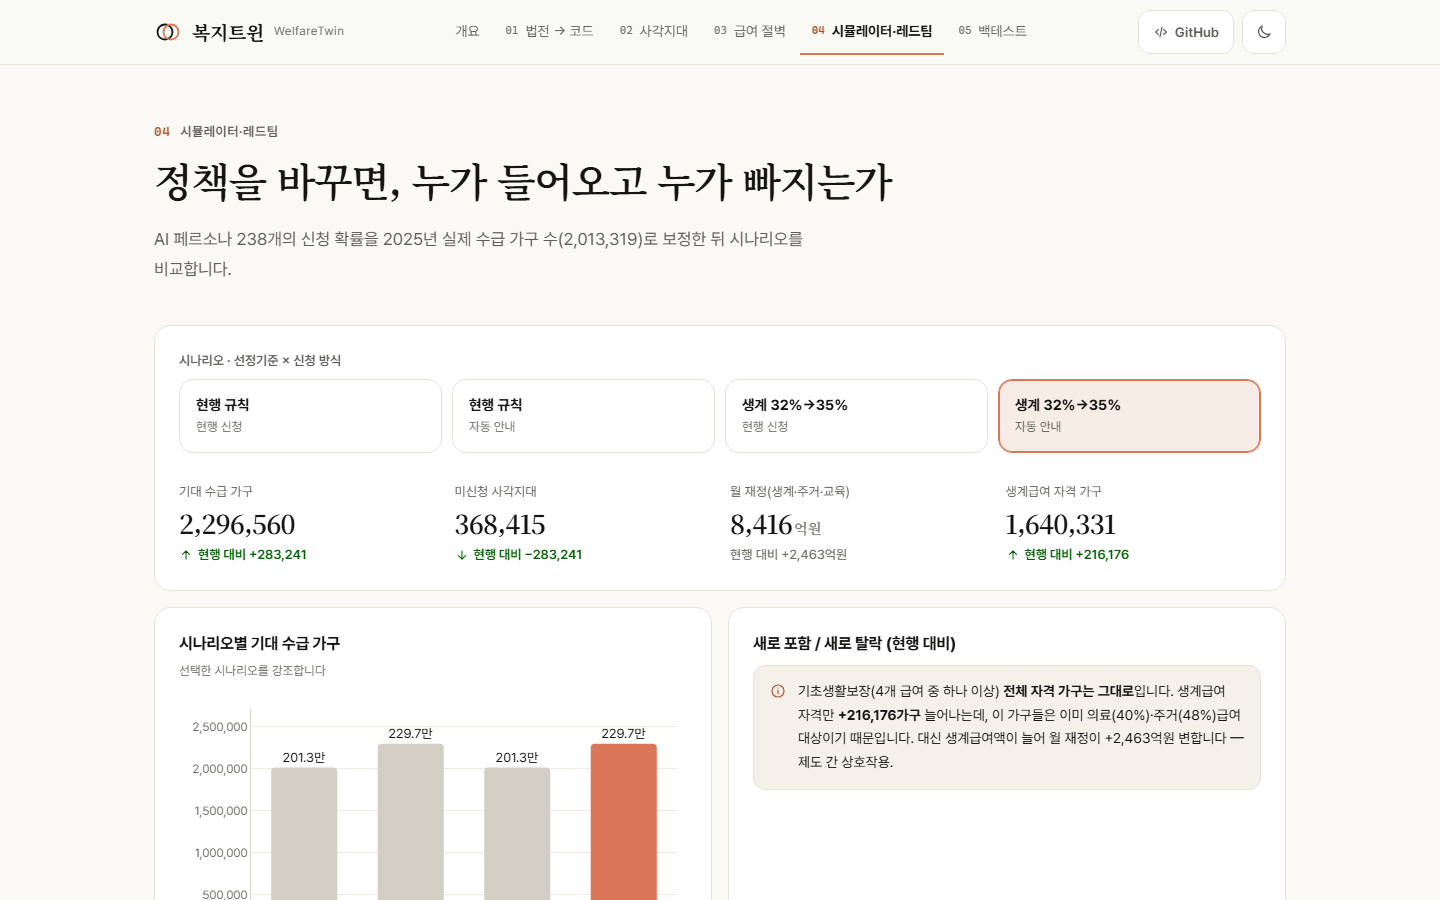 복지트윈 WelfareTwin 개요 01 법전 → 코드 02 사각지대 03 급여 절벽 04 시뮬레이터·레드팀 05 백테스트 GitHub
04 시뮬레이터·레드팀
정책을 바꾸면, 누가 들어오고 누가 빠지는가
AI 페르소나 238개의 신청 확률을 2025년 실제 수급 가구 수(2,013,319)로 보정한 뒤 시나리오를
비교합니다.
시나리오 · 선정기준 × 신청 방식
현행 규칙
현행 신청
현행 규칙
자동 안내
생계 32%→35%
현행 신청
생계 32%→35%
자동 안내
기대 수급 가구
2,296,560
↑ 현행 대비 +283,241
미신청 사각지대
368,415
↓ 현행 대비 −283,241
월 재정(생계·주거·교육)
8,416억원
현행 대비 +2,463억원
생계급여 자격 가구
1,640,331
↑ 현행 대비 +216,176
시나리오별 기대 수급 가구
선택한 시나리오를 강조합니다
2,500,000
2,000,000
1,500,000
1,000,000
500,000
201.3만
229.7만
201.3만
229.7만
새로 포함 / 새로 탈락 (현행 대비)
기초생활보장(4개 급여 중 하나 이상) 전체 자격 가구는 그대로입니다. 생계급여
자격만 +216,176가구 늘어나는데, 이 가구들은 이미 의료(40%)·주거(48%)급여
대상이기 때문입니다. 대신 생계급여액이 늘어 월 재정이 +2,463억원 변합니다 —
제도 간 상호작용.